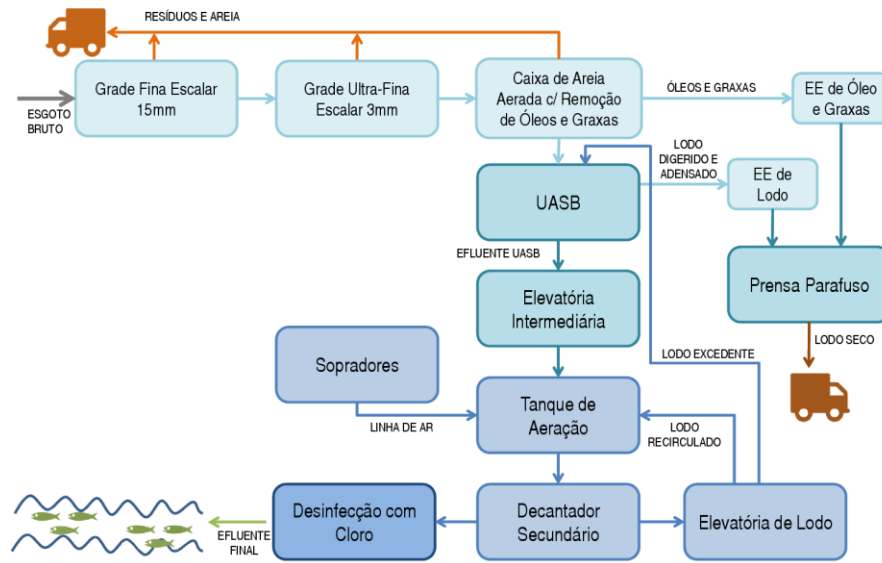 RESÍDUOS E AREIA
Grade Fina Escalar
15mm
Grade Ultra-Fina
Escalar 3mm
Caixa de Areia
Aerada c/ Remoção
de Óleos e Graxas
ÓLEOS E GRAXAS
EE de Óleo
e Graxas
ESGOTO
BRUTO
LODO
DIGERIDO E
ADENSADO
EE de
Lodo
UASB
EFLUENTE UASB
Prensa Parafuso
Elevatória
Intermediária
LODO SECO
LODO EXCEDENTE
Sopradores
Tanque de
Aeração
LINHA DE AR
LODO
RECIRCULADO
Desinfecção com
Cloro
Decantador
Secundário
Elevatória de Lodo
EFLUENTE
FINAL